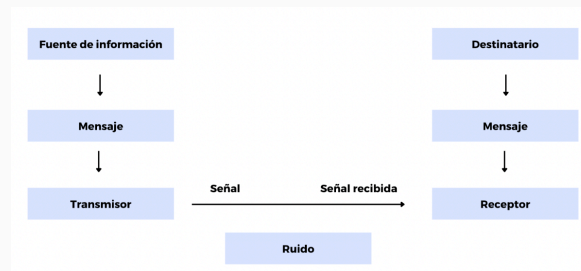 Fuente de información
Mensaje
Transmisor
Señal
Señal recibida
Ruido
Destinatario
Mensaje
Receptor